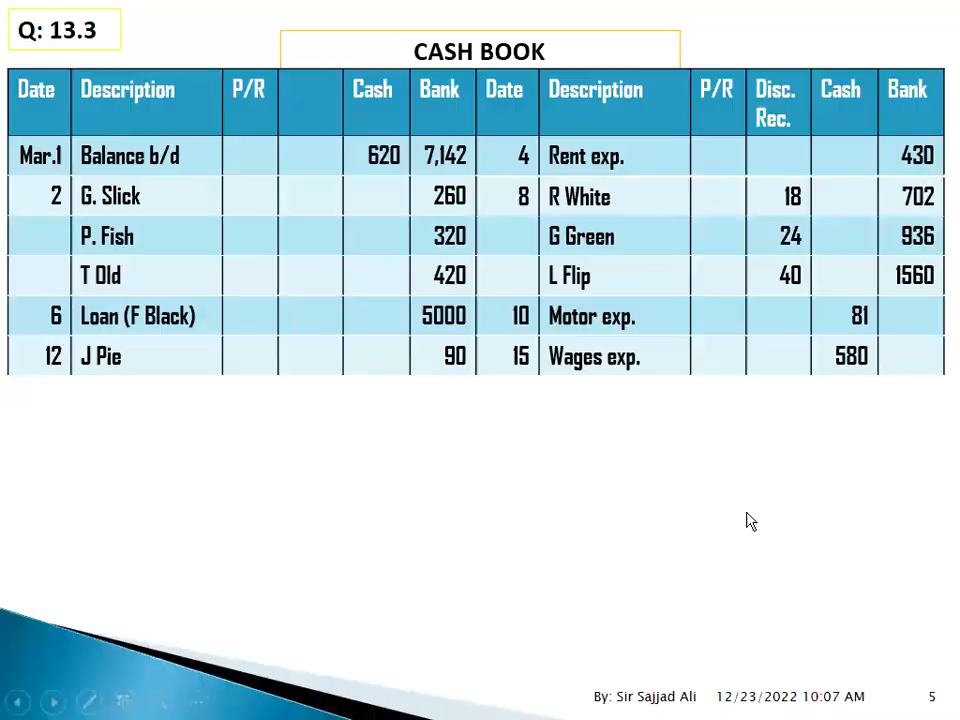 Q: 13.3
CASH BOOK
Date Description P/R Cash Bank Date Description P/R Disc. Rec. Cash Bank
Mar.1 Balance b/d 620 7,142 4 Rent exp. 430
2 G. Slick 260 8 R White 18 702
P. Fish 320 G Green 24 936
T Old 420 L Flip 40 1560
6 Loan (F Black) 5000 10 Motor exp. 81
12 J Pie 90 15 Wages exp. 580
By: Sir Sajjad Ali 12/23/2022 10:07 AM 5